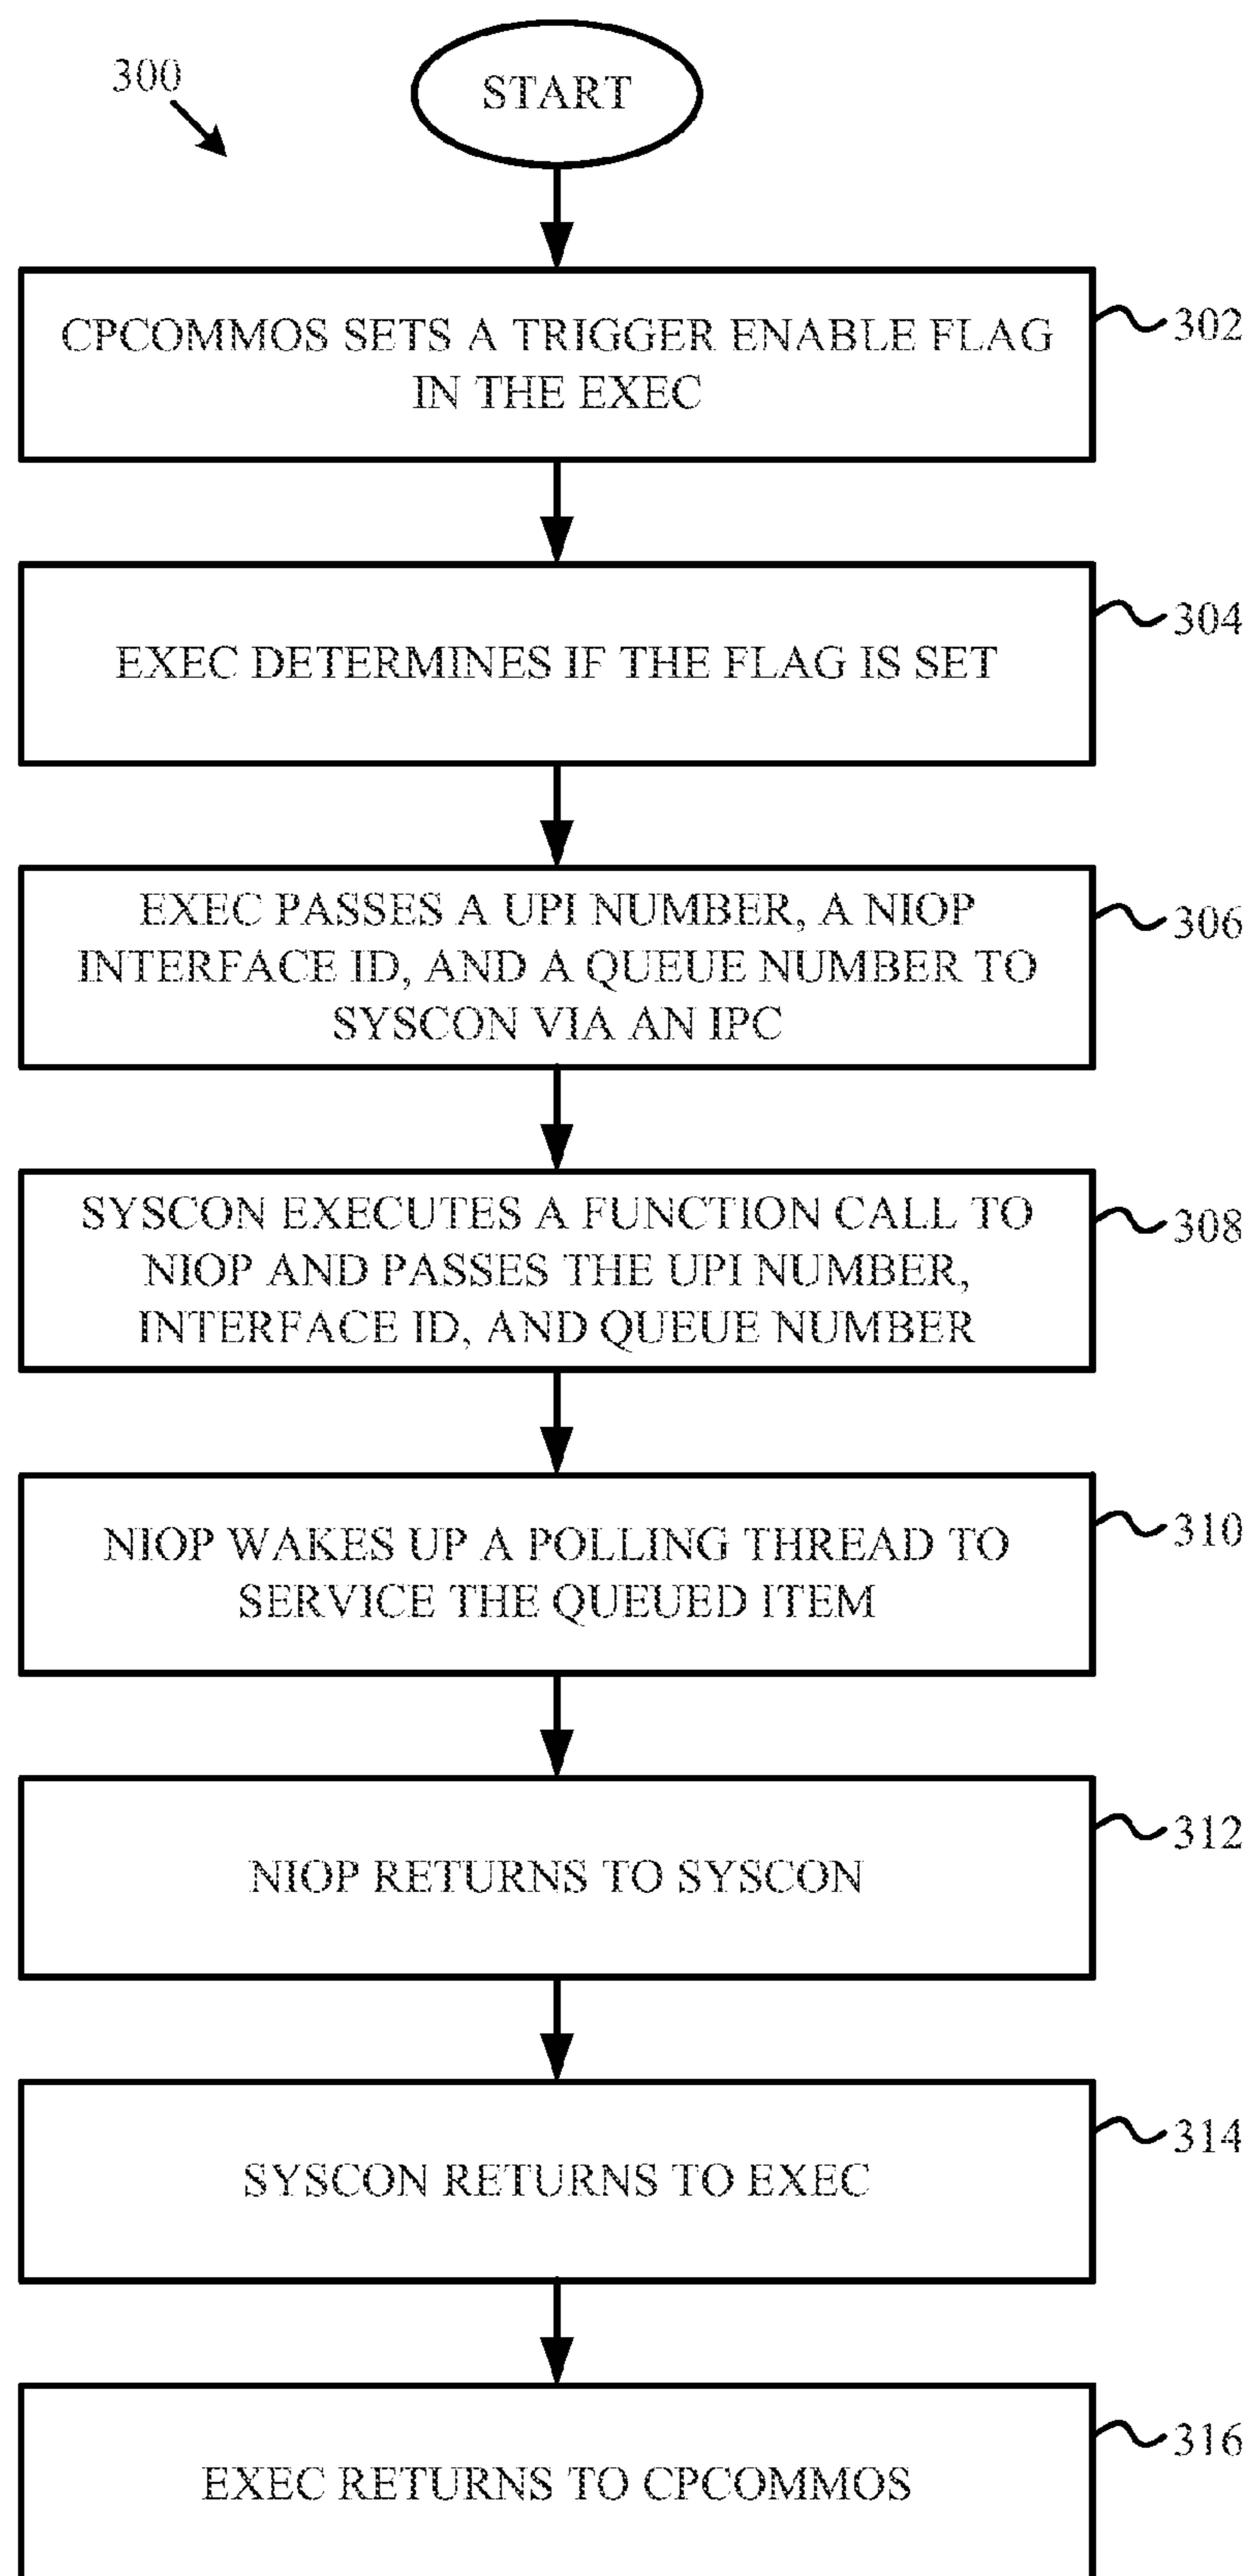 300
START
CPCOMMOS SETS A TRIGGER ENABLE FLAG
IN THE EXEC
302
EXEC DETERMINES IF THE FLAG IS SET
304
EXEC PASSES A UPI NUMBER, A NIOP
INTERFACE ID, AND A QUEUE NUMBER TO
SYSCON VIA AN IPC
306
SYSCON EXECUTES A FUNCTION CALL TO
NIOP AND PASSES THE UPI NUMBER,
INTERFACE ID, AND QUEUE NUMBER
308
NIOP WAKES UP A POLLING THREAD TO
SERVICE THE QUEUED ITEM
310
NIOP RETURNS TO SYSCON
312
SYSCON RETURNS TO EXEC
314
EXEC RETURNS TO CPCOMMOS
316